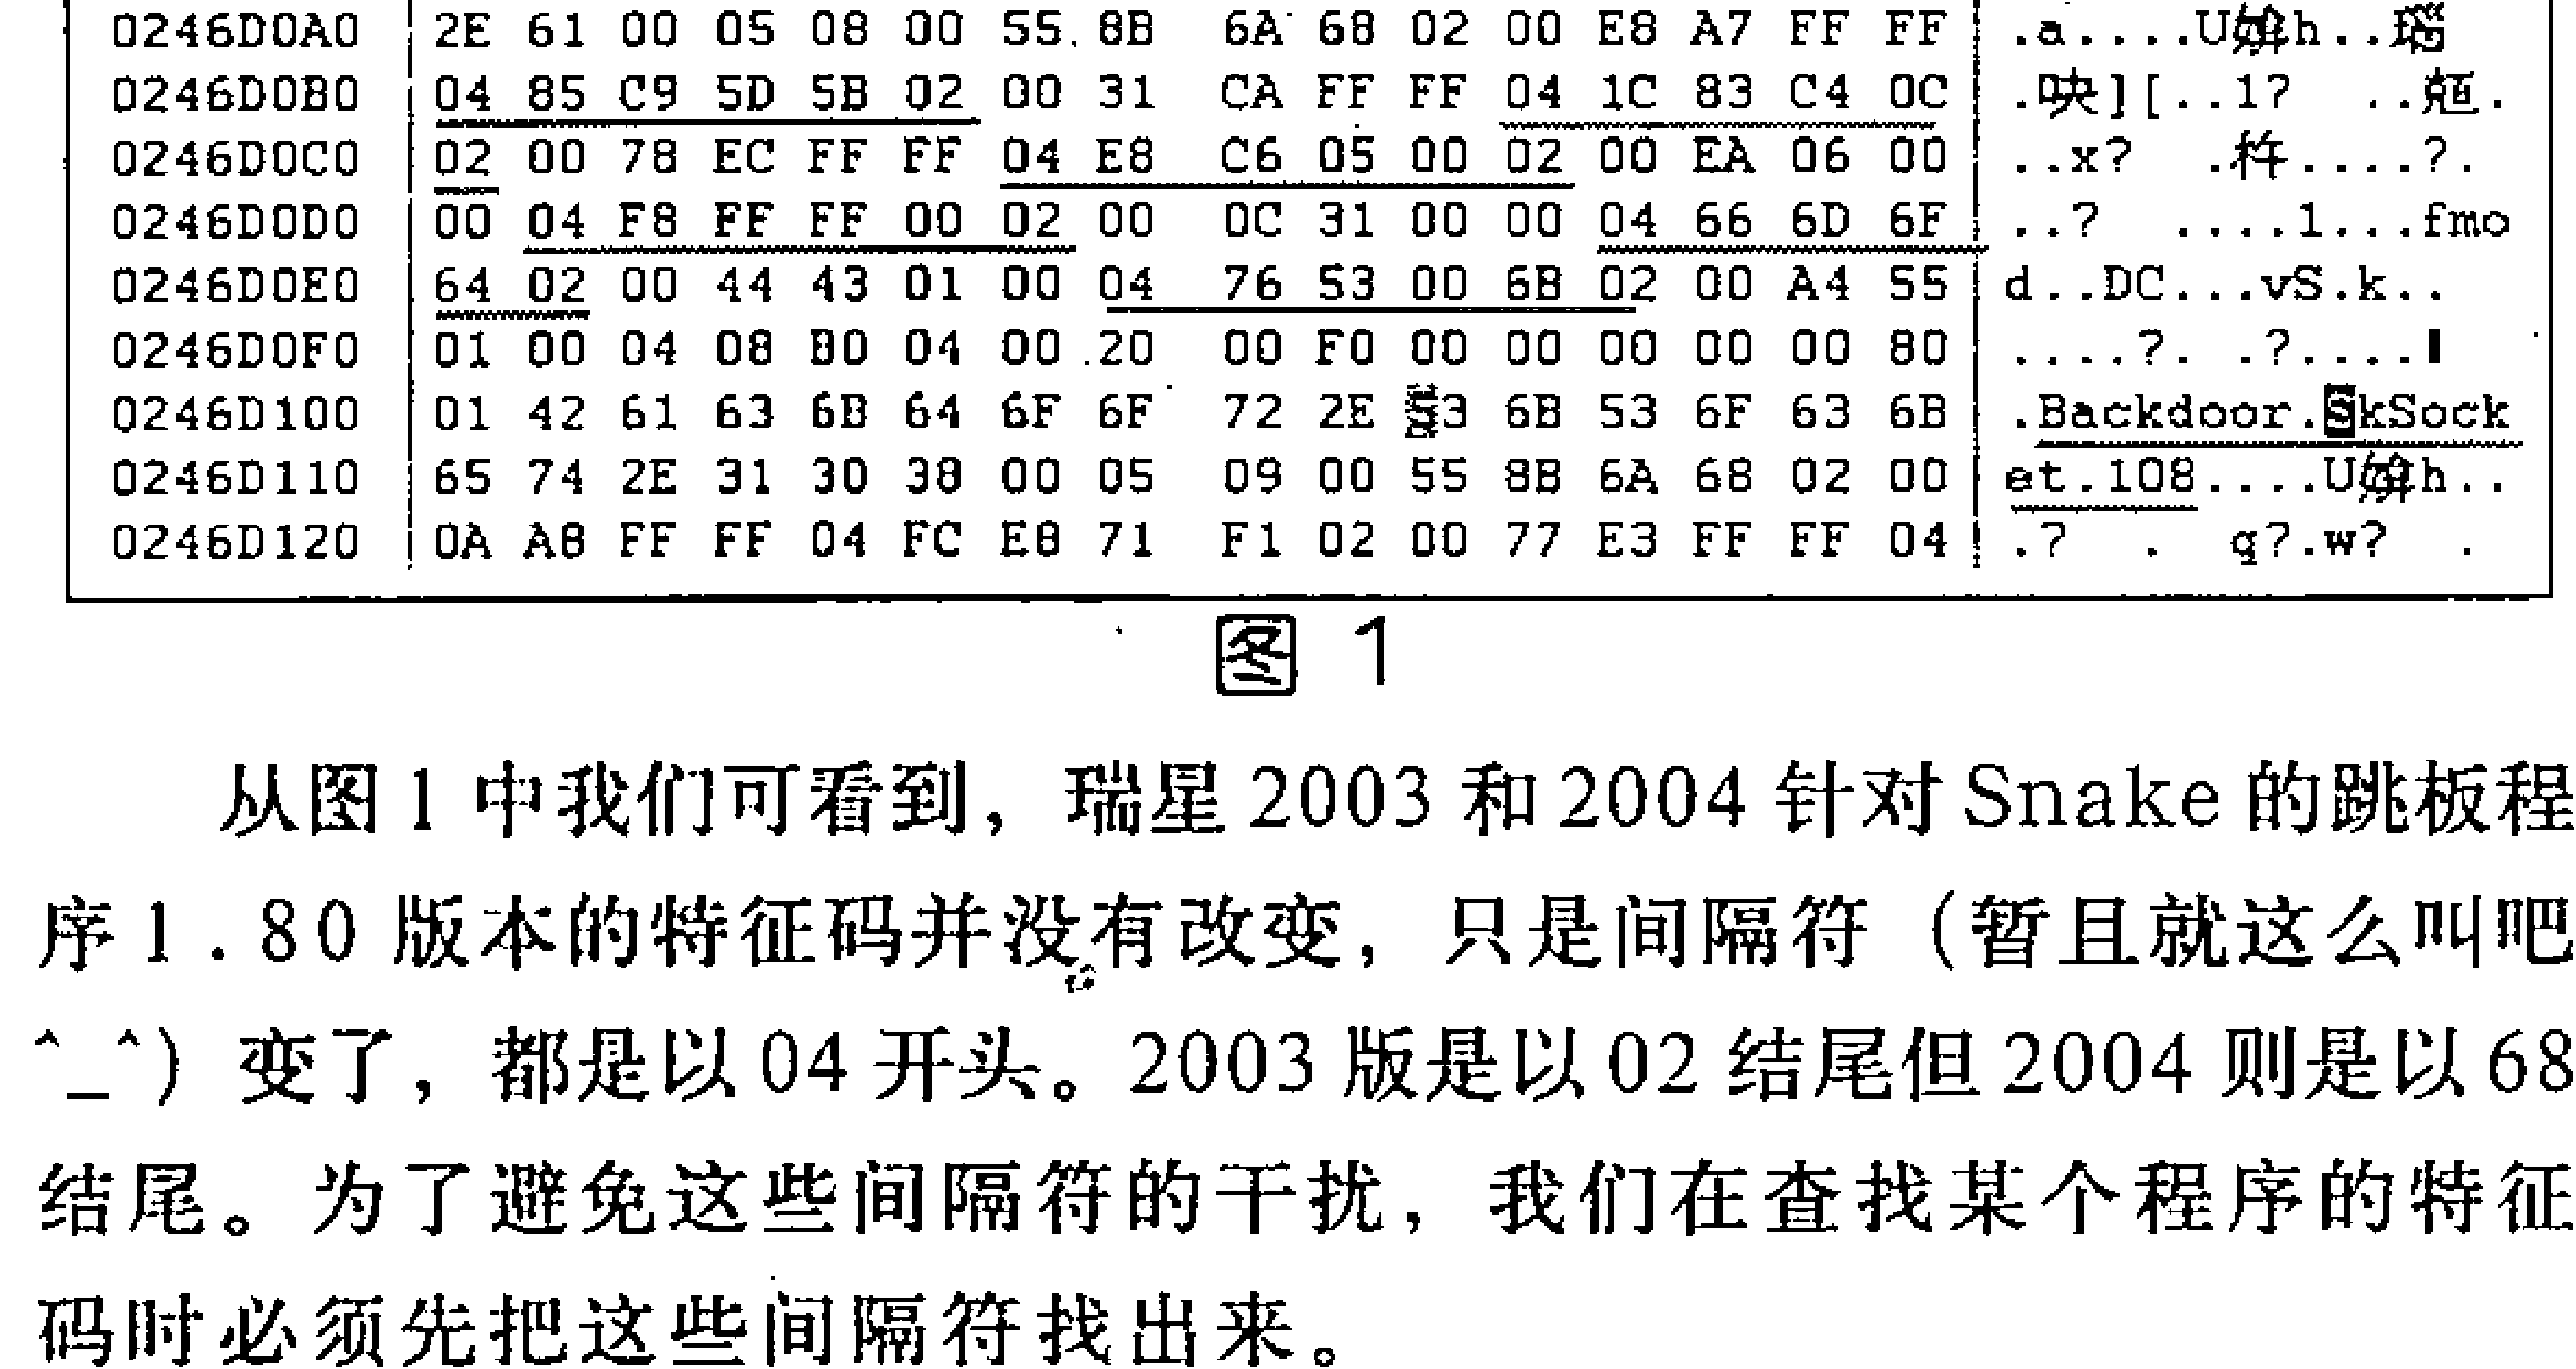 0246D0A0 2E 61 00 05 08 00 55 8B 6A 68 02 00 E8 A7 FF FF .a....U h..
0246D0B0 04 85 C9 5D 5B 02 00 31 CA FF FF 04 1C 83 C4 0C .吷][..1? ..兡.
0246D0C0 02 00 78 EC FF FF 04 E8 C6 05 00 02 00 EA 06 00 ..x? .杵....?.
0246D0D0 00 04 F8 FF FF 00 02 00 0C 31 00 00 04 66 6D 6F ..? ....1...fmo
0246D0E0 64 02 00 44 43 01 00 04 76 53 00 6B 02 00 A4 55 d..DC...vS.k..
0246D0F0 01 00 04 08 B0 04 00 20 00 F0 00 00 00 00 00 80 ....?. .?....
0246D100 01 42 61 63 6B 64 6F 6F 72 2E 53 6B 53 6F 63 6B .Backdoor.SkSock
0246D110 65 74 2E 31 30 38 00 05 09 00 55 8B 6A 68 02 00 et.108....U h..
0246D120 0A A8 FF FF 04 FC E8 71 F1 02 00 77 E3 FF FF 04 .? . q?.w? .
图 1
从图1中我们可看到，瑞星2003和2004针对Snake的跳板程
序1.80版本的特征码并没有改变，只是间隔符（暂且就这么叫吧
^_^）变了，都是以04开头。2003版是以02结尾但2004则是以68
结尾。为了避免这些间隔符的干扰，我们在查找某个程序的特征
码时必须先把这些间隔符找出来。